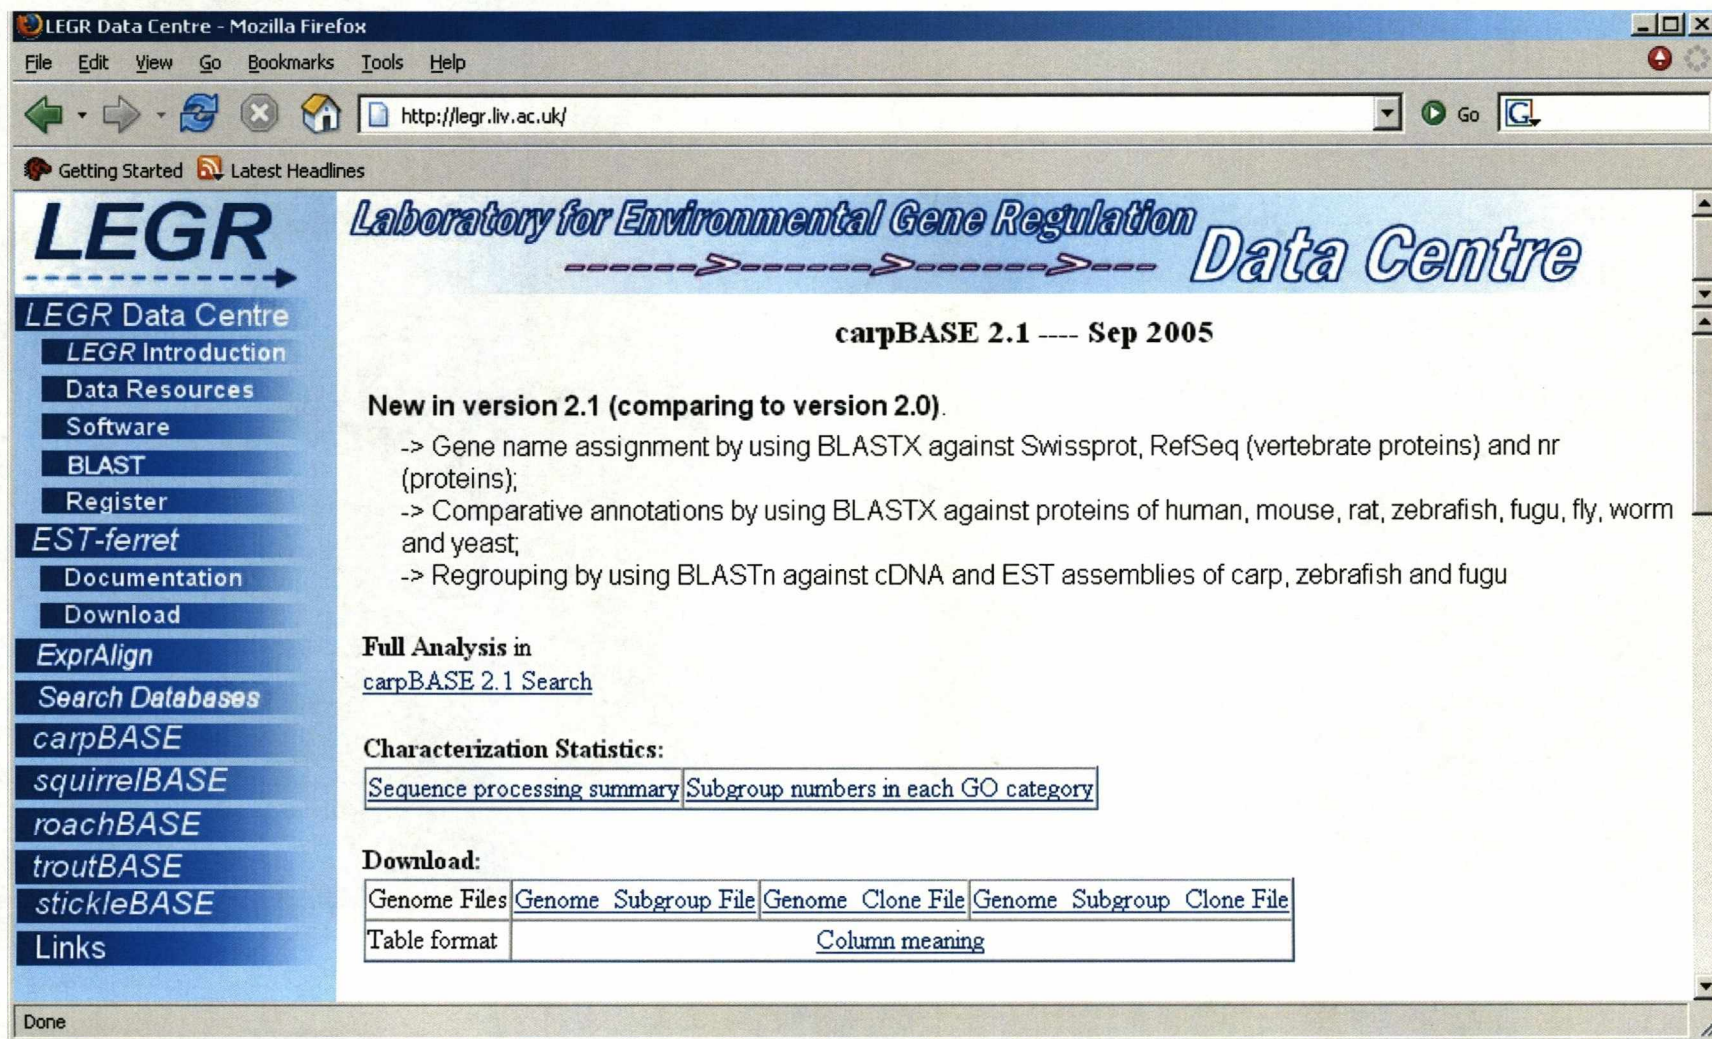 LEGR Data Centre - Mozilla Firefox
File Edit View Go Bookmarks Tools Help
http://legr.liv.ac.uk/
Go
G
Getting Started Latest Headlines
LEGR
Laboratory for Environmental Gene Regulation
Data Centre
LEGR Data Centre
LEGR Introduction
Data Resources
Software
BLAST
Register
EST-ferret
Documentation
Download
ExprAlign
Search Databases
carpBASE
squirrelBASE
roachBASE
troutBASE
stickleBASE
Links
carpBASE 2.1 ---- Sep 2005
New in version 2.1 (comparing to version 2.0).
-> Gene name assignment by using BLASTX against Swissprot, RefSeq (vertebrate proteins) and nr
(proteins);
-> Comparative annotations by using BLASTX against proteins of human, mouse, rat, zebrafish, fugu, fly, worm
and yeast;
-> Regrouping by using BLASTn against cDNA and EST assemblies of carp, zebrafish and fugu
Full Analysis in
carpBASE 2.1 Search
Characterization Statistics:
Sequence processing summary Subgroup numbers in each GO category
Download:
Genome Files Genome_Subgroup File Genome_Clone File Genome_Subgroup_Clone File
Table format Column meaning
Done